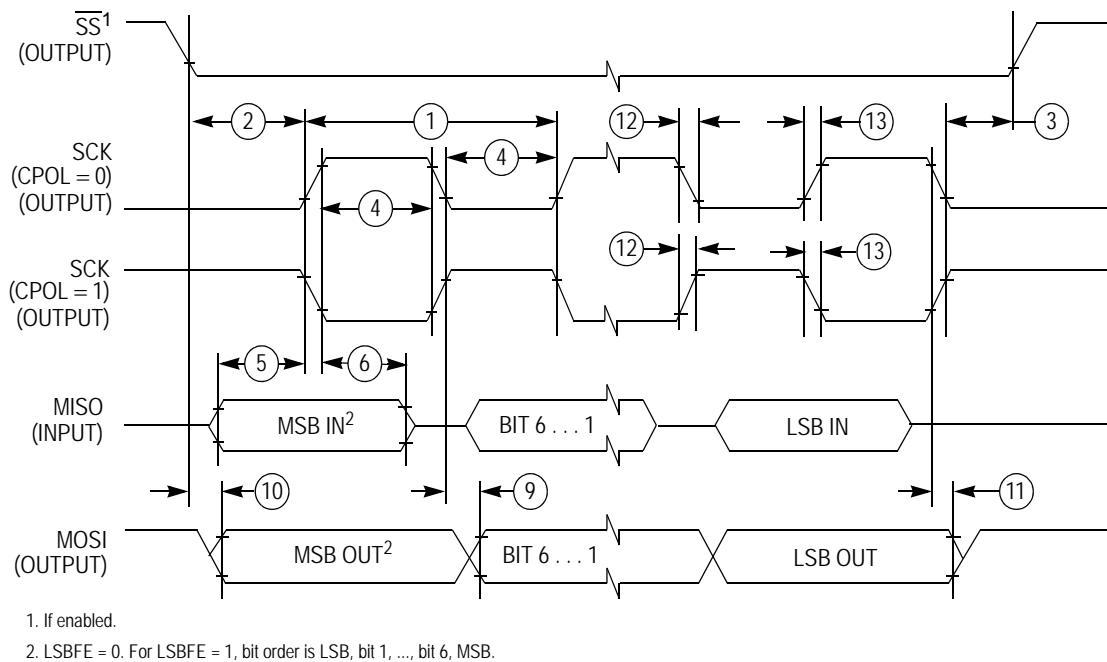 SS1
(OUTPUT)
2
1
12
13
3
SCK
(CPOL = 0)
(OUTPUT)
4
4
SCK
(CPOL = 1)
(OUTPUT)
12
13
5
6
MISO
(INPUT)
MSB IN2
BIT 6 . . . 1
LSB IN
10
9
11
MOSI
(OUTPUT)
MSB OUT2
BIT 6 . . . 1
LSB OUT
1. If enabled.
2. LSBFE = 0. For LSBFE = 1, bit order is LSB, bit 1, ..., bit 6, MSB.